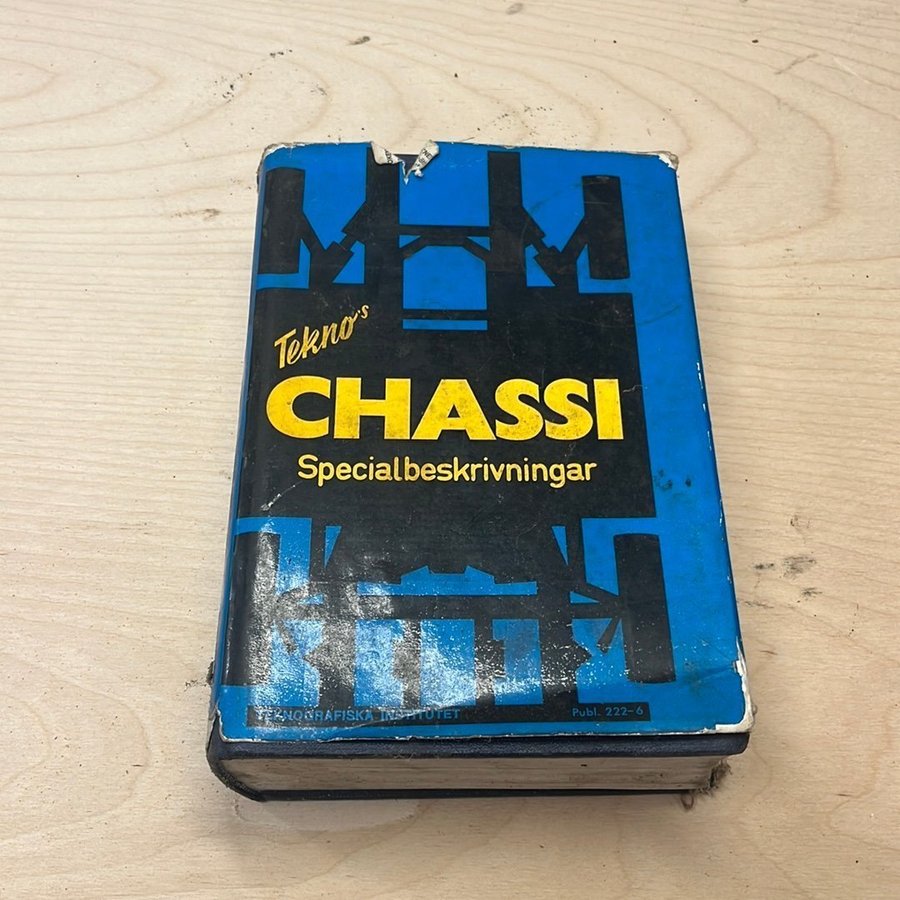 Tekno's
CHASSI
Specialbeskrivningar
TEKNOGRAFISKA INSTITUTET
Publ. 222-6